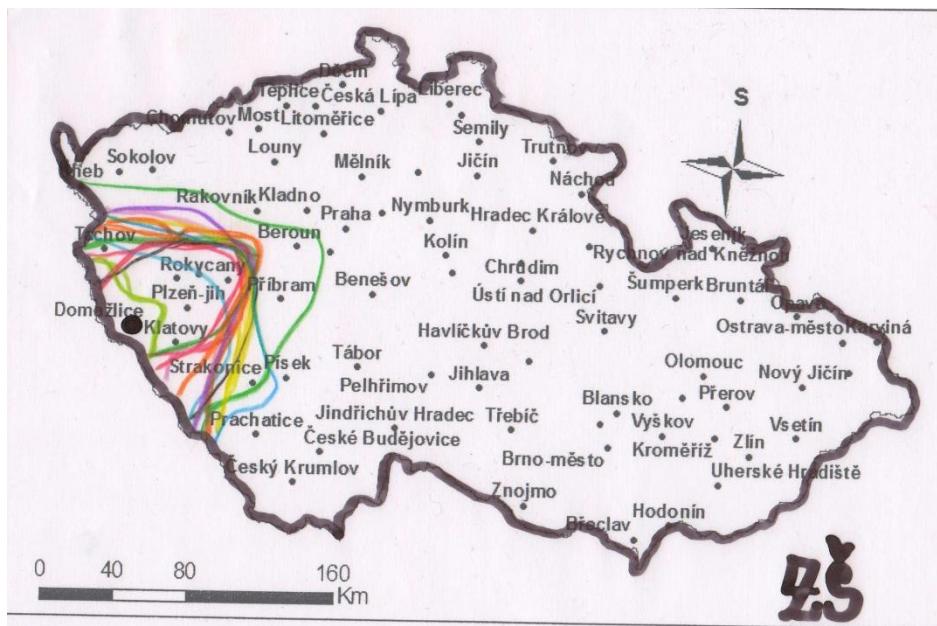 Děčín
Teplice
Česká Lípa
Liberec
Chomutov
Most
Litoměřice
Semily
S
Sokolov
Louny
Mělník
Jičín
Trutnov
Cheb
Náchod
Rakovník
Kladno
Nymburk
Hradec Králové
Praha
Tachov
Beroun
Kolín
Jeseník
Rychnov nad Kněžnou
Rokycany
Příbram
Benešov
Chrudim
Plzeň-jih
Ústí nad Orlicí
Šumperk
Bruntál
Domažlice
Klatovy
Svitavy
Opava
Havlíčkův Brod
Ostrava-město
Karviná
Strakonice
Písek
Tábor
Olomouc
Pelhřimov
Jihlava
Nový Jičín
Blansko
Přerov
Prachatice
Jindřichův Hradec
Třebíč
Vyškov
Vsetín
České Budějovice
Kroměříž
Zlín
Brno-město
Český Krumlov
Uherské Hradiště
Znojmo
Hodonín
Břeclav
0 40 80 160
Km
ZŠ